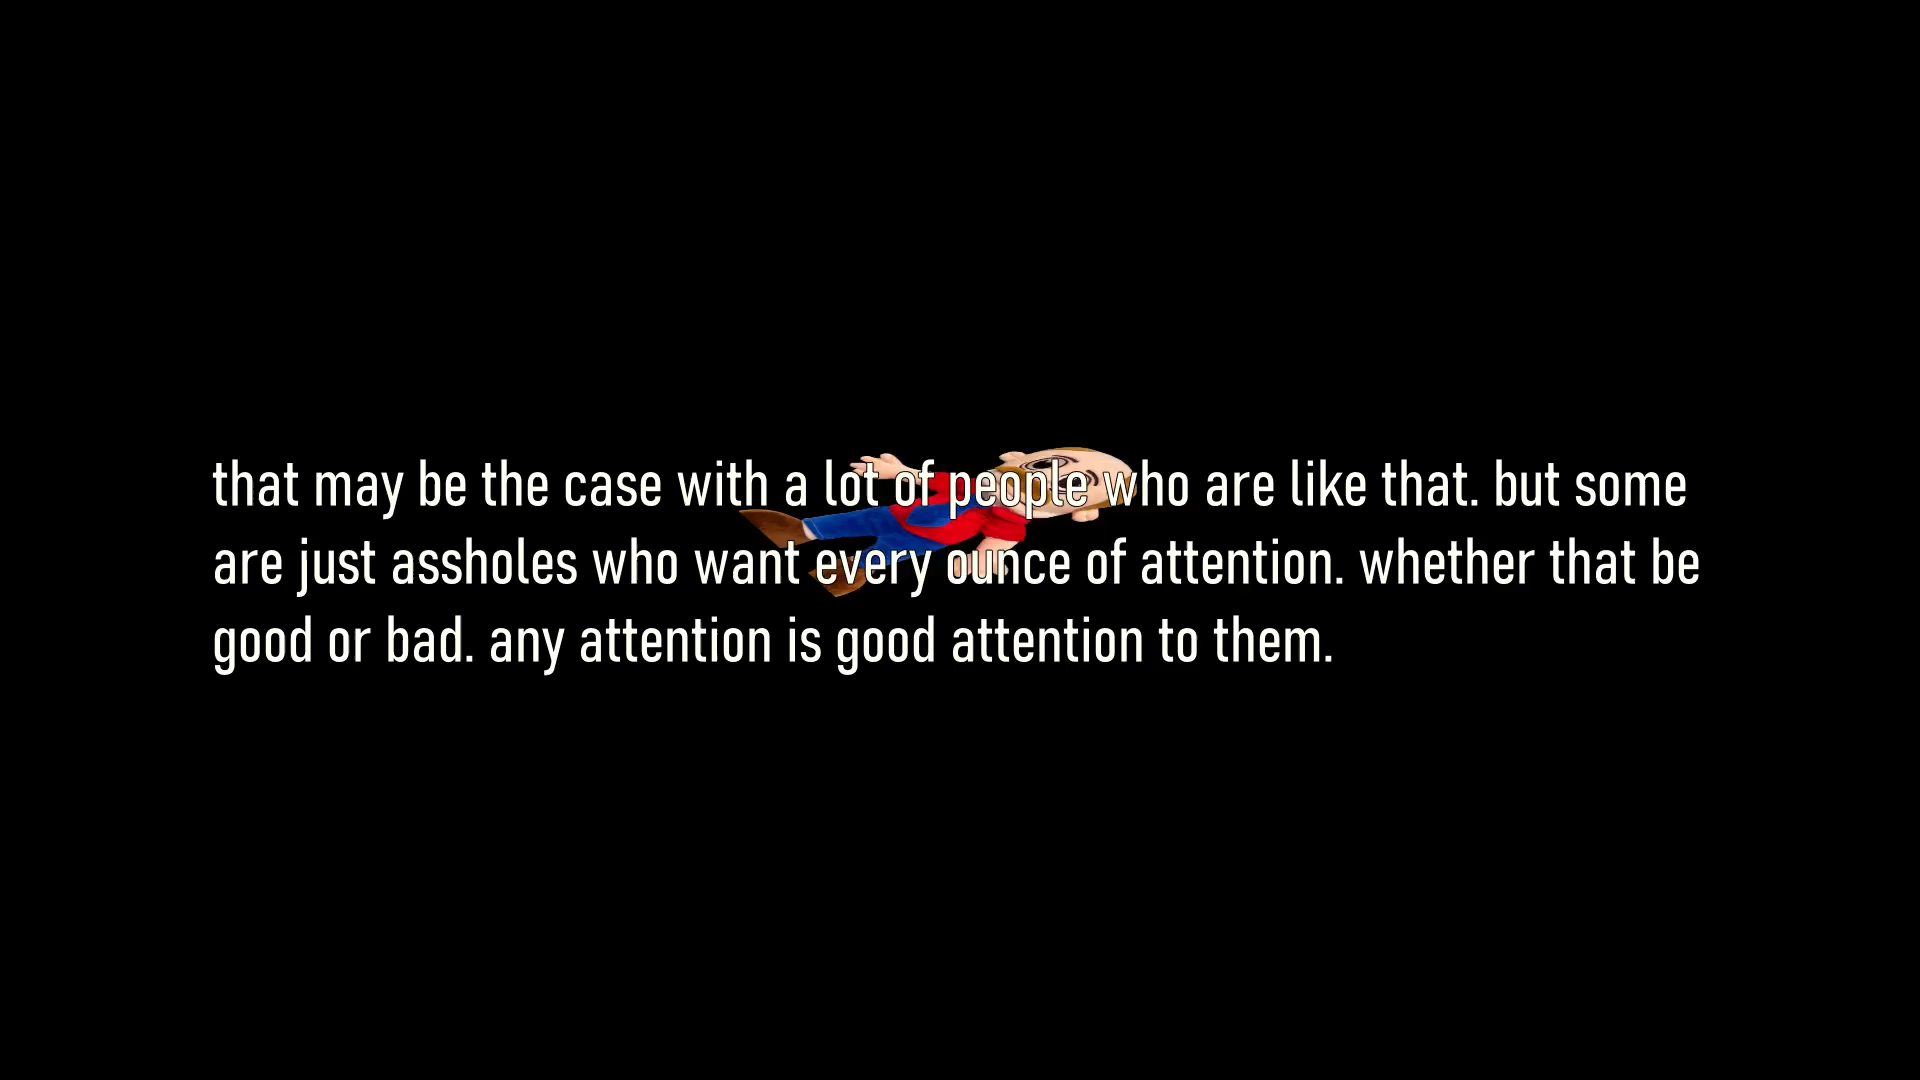 that may be the case with a lot of people who are like that. but some
are just assholes who want every ounce of attention. whether that be
good or bad. any attention is good attention to them.